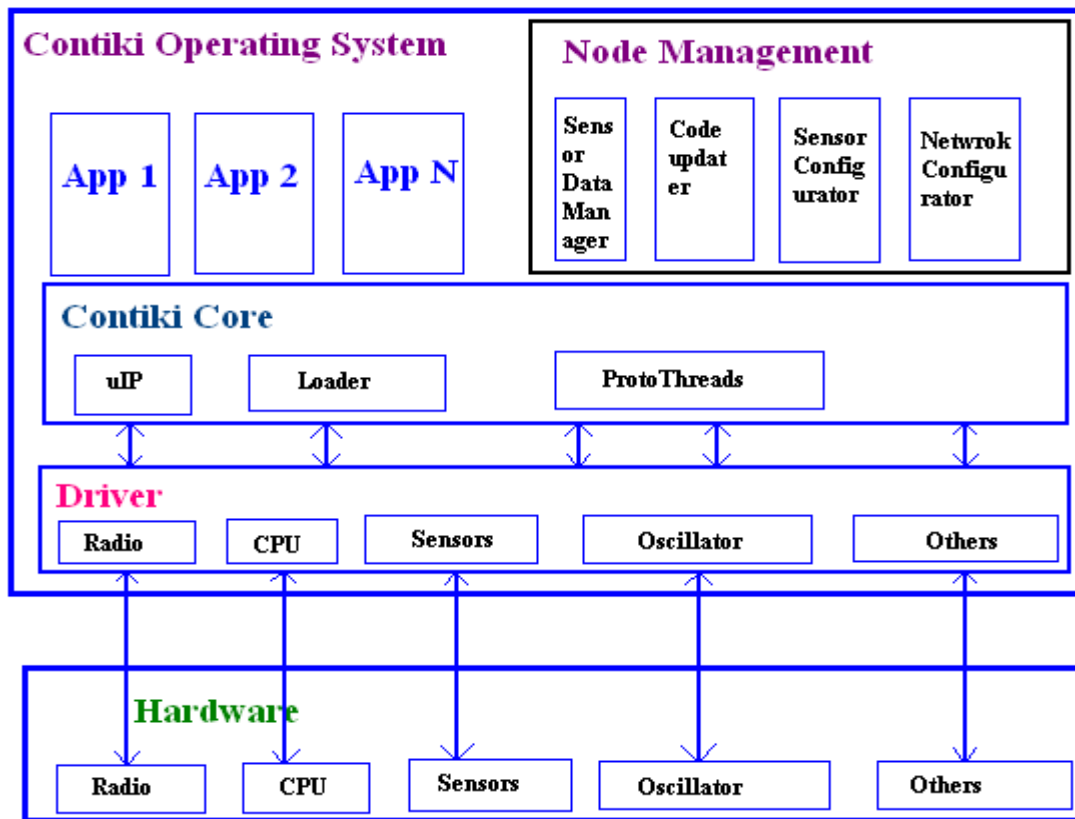 Contiki Operating System
Node Management
App 1
App 2
App N
Sens
or
Data
Man
ager
Code
updat
er
Sensor
Config
urator
Netwrok
Configu
rator
Contiki Core
uIP
Loader
ProtoThreads
Driver
Radio
CPU
Sensors
Oscillator
Others
Hardware
Radio
CPU
Sensors
Oscillator
Others